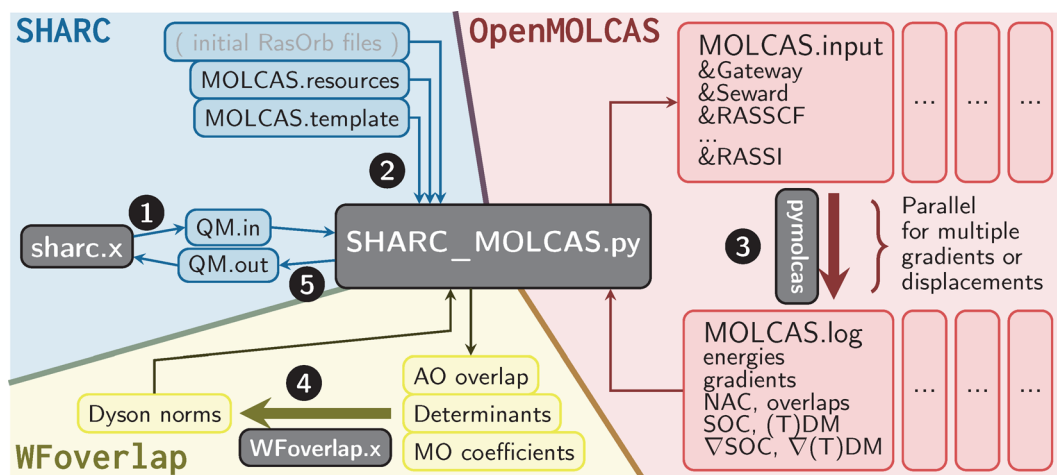 SHARC
( initial RasOrb files )
MOLCAS.resources
MOLCAS.template
2
1
sharc.x
QM.in
QM.out
5
SHARC_MOLCAS.py
OpenMOLCAS
MOLCAS.input
&Gateway
&Seward
&RASSCF
...
&RASSI
...
...
...
3
pymolcas
Parallel
for multiple
gradients or
displacements
MOLCAS.log
energies
gradients
NAC, overlaps
SOC, (T)DM
∇SOC, ∇(T)DM
...
...
...
AO overlap
Determinants
MO coefficients
4
WFoverlap.x
Dyson norms
WFoverlap